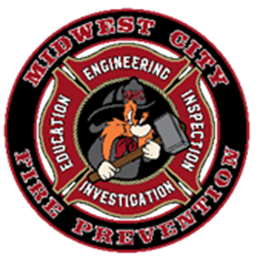 MIDWEST CITY
ENGINEERING
EDUCATION
INSPECTION
INVESTIGATION
FIRE PREVENTION